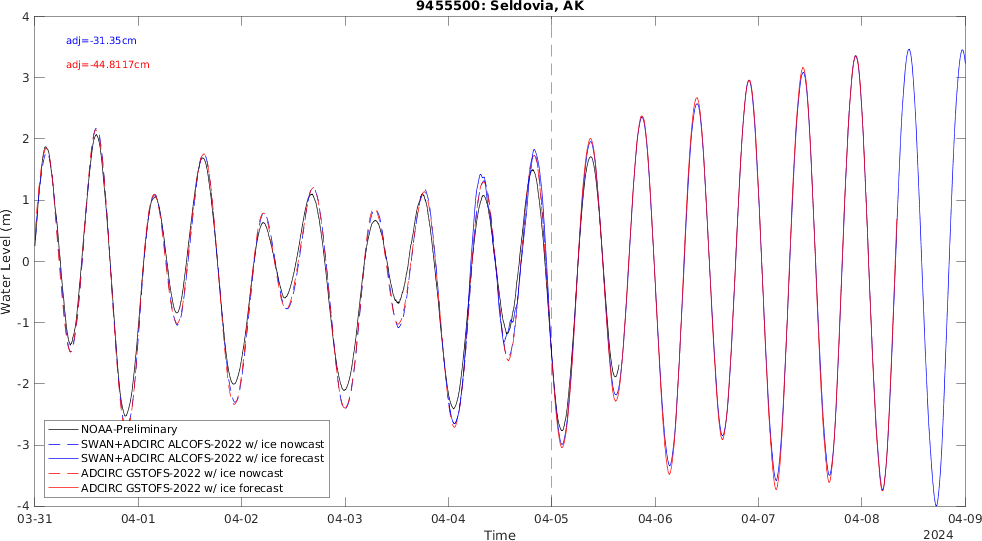 9455500: Seldovia, AK
adj=-31.35cm
adj=-44.8117cm
Water Level (m)
4
3
2
1
0
-1
-2
-3
-4
NOAA-Preliminary
SWAN+ADCIRC ALCOFS-2022 w/ ice nowcast
SWAN+ADCIRC ALCOFS-2022 w/ ice forecast
ADCIRC GSTOFS-2022 w/ ice nowcast
ADCIRC GSTOFS-2022 w/ ice forecast
03-31 04-01 04-02 04-03 04-04 04-05 04-06 04-07 04-08 04-09
Time
2024